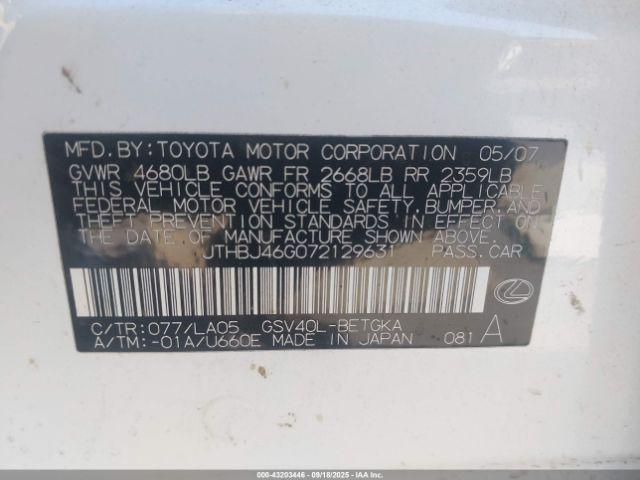 MFD. BY: TOYOTA MOTOR CORPORATION 05/07
GVWR 4680LB GAWR FR 2668LB RR 2359LB
THIS VEHICLE CONFORMS TO ALL APPLICABLE
FEDERAL MOTOR VEHICLE SAFETY, BUMPER, AND
THEFT PREVENTION STANDARDS IN EFFECT ON
THE DATE OF MANUFACTURE SHOWN ABOVE.
JTHBJ46G072129631 PASS. CAR
C/TR: 077/LA05 GSV40L-BETGKA
A/TM: -01A/U660E MADE IN JAPAN 081 A
000-43203446 - 09/18/2025 - IAAI.COM